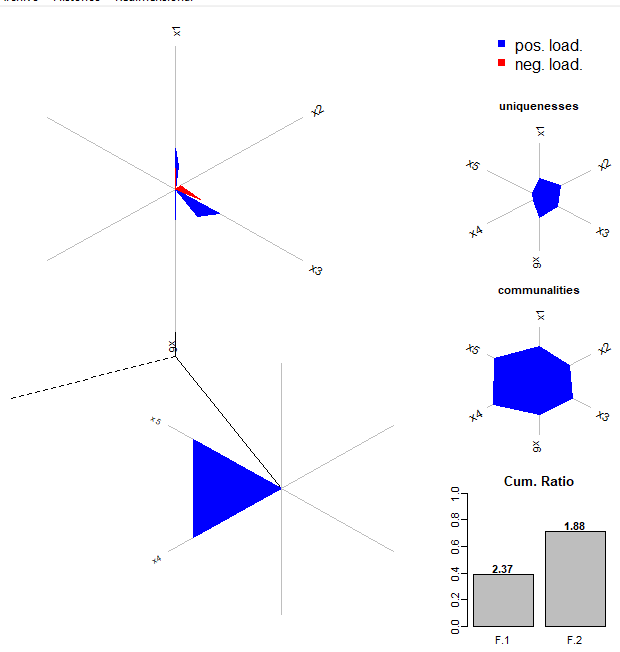 x1
x2
x3
x6
x5
x4
pos. load.
neg. load.
uniquenesses
x1
x2
x3
x6
x4
x5
communalities
x1
x2
x3
x6
x4
x5
Cum. Ratio
1.0
0.8
0.6
0.4
0.2
0.0
2.37
1.88
F.1
F.2